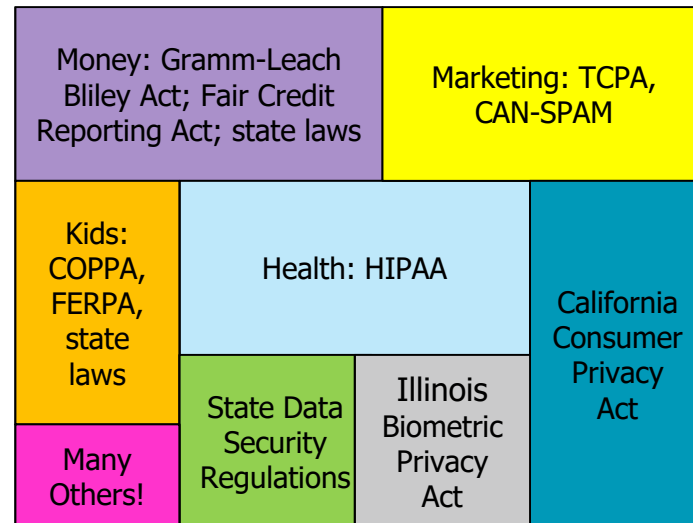 Money: Gramm-Leach
Bliley Act; Fair Credit
Reporting Act; state laws
Marketing: TCPA,
CAN-SPAM
Kids:
COPPA,
FERPA,
state
laws
Health: HIPAA
California
Consumer
Privacy
Act
State Data
Security
Regulations
Illinois
Biometric
Privacy
Act
Many
Others!